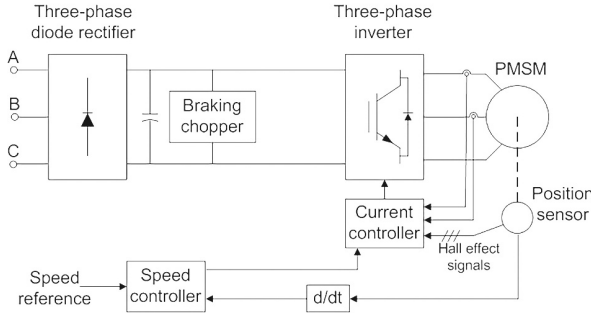 Three-phase
diode rectifier
Three-phase
inverter
A
B
C
Braking
chopper
PMSM
Position
sensor
Current
controller
Hall effect
signals
Speed
reference
Speed
controller
d/dt